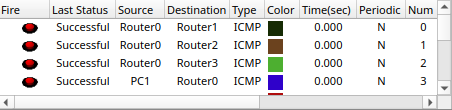 Fire Last Status Source Destination Type Color Time(sec) Periodic Num
Successful Router0 Router1 ICMP 0.000 N 0
Successful Router0 Router2 ICMP 0.000 N 1
Successful Router0 Router3 ICMP 0.000 N 2
Successful PC1 Router0 ICMP 0.000 N 3